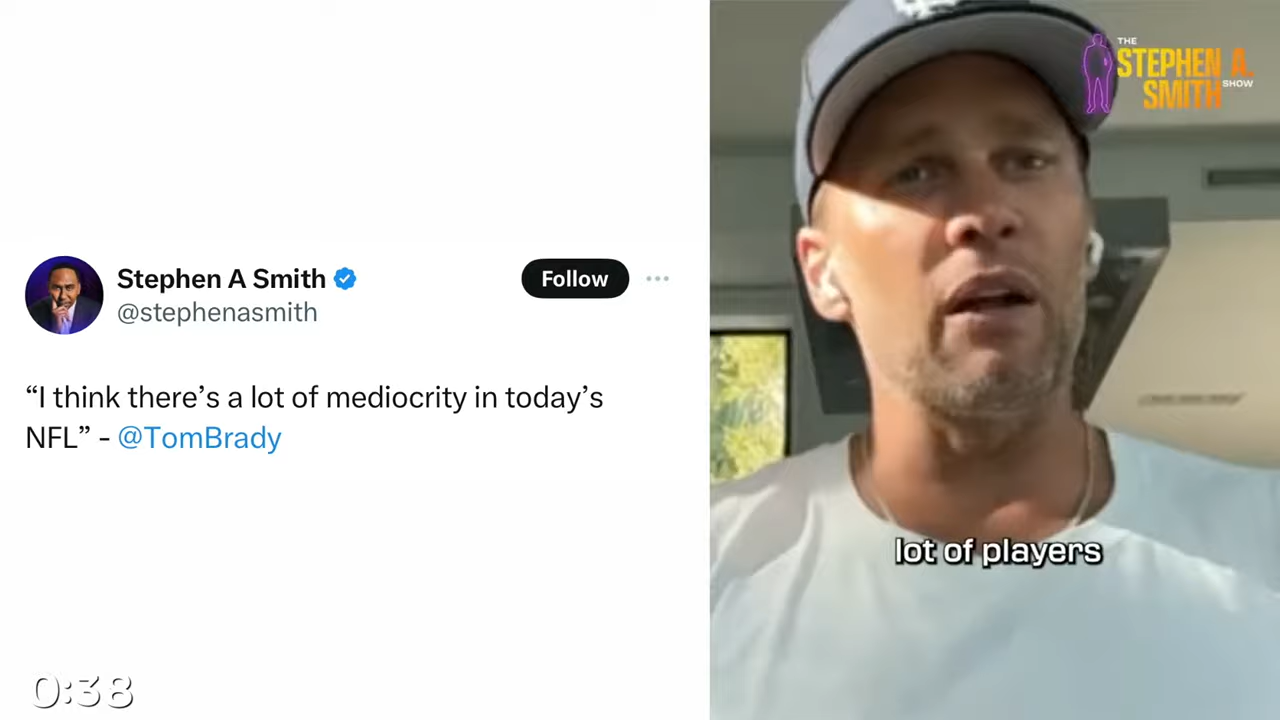 Stephen A Smith
@stephenasmith
Follow
“I think there’s a lot of mediocrity in today’s
NFL” - @TomBrady
0:38
THE
STEPHEN A.
SMITH SHOW
lot of players